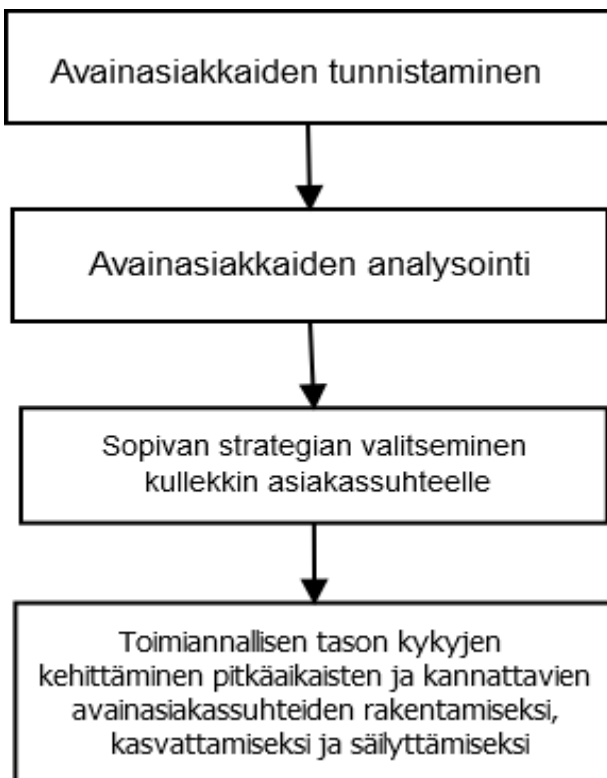 Avainasiakkaiden tunnistaminen
Avainasiakkaiden analysointi
Sopivan strategian valitseminen
kullekkin asiakassuhteelle
Toimiannallisen tason kykyjen
kehittäminen pitkäaikaisten ja kannattavien
avainasiakassuhteiden rakentamiseksi,
kasvattamiseksi ja säilyttämiseksi